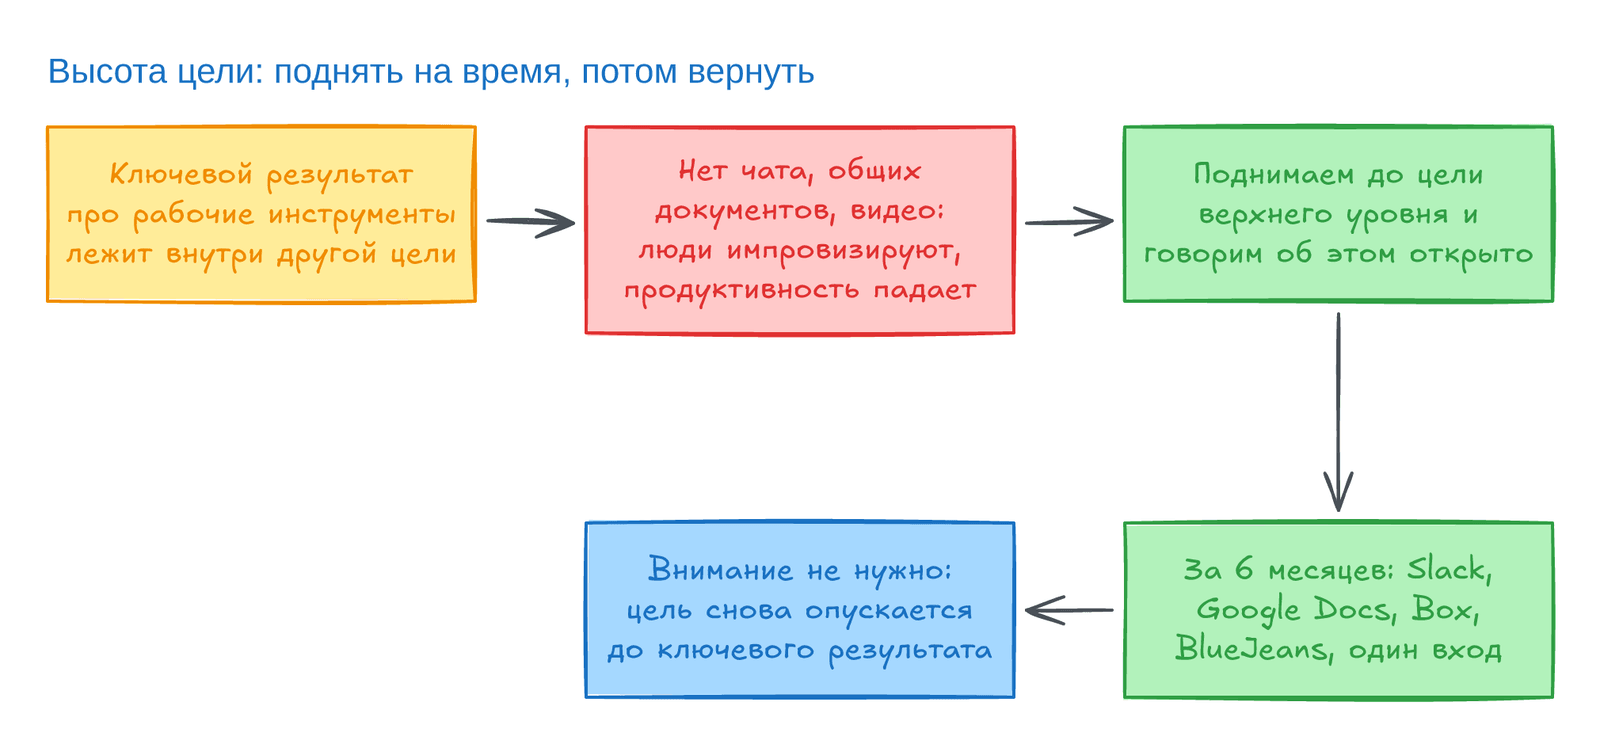 Высота цели: поднять на время, потом вернуть
Ключевой результат
про рабочие инструменты
лежит внутри другой цели
Нет чата, общих
документов, видео:
люди импровизируют,
продуктивность падает
Поднимаем до цели
верхнего уровня и
говорим об этом открыто
За 6 месяцев: Slack,
Google Docs, Box,
BlueJeans, один вход
Внимание не нужно:
цель снова опускается
до ключевого результата